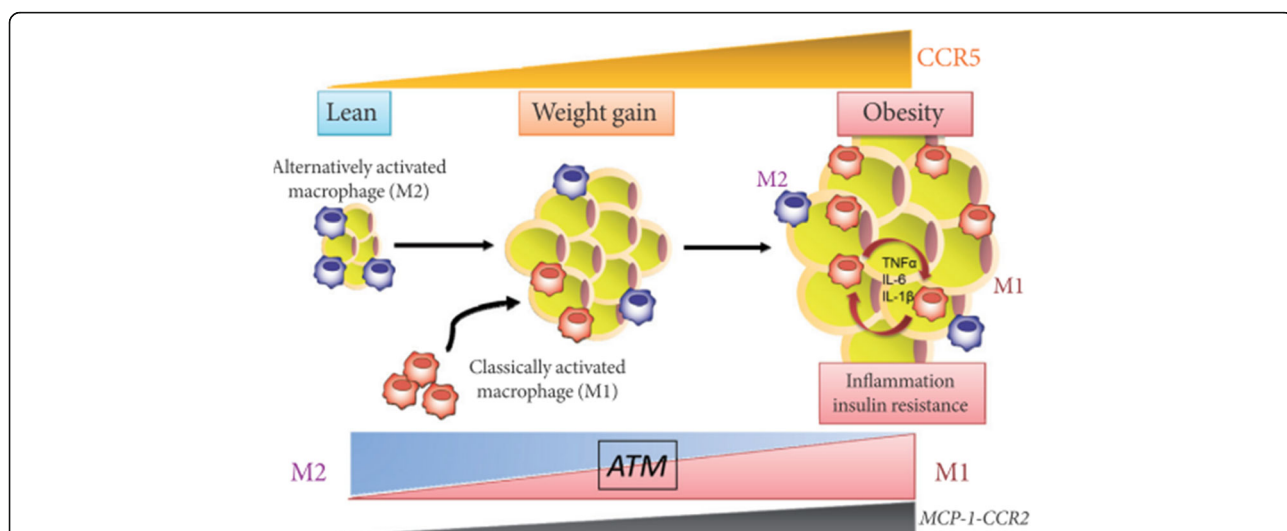 CCR5
Lean
Weight gain
Obesity
Alternatively activated
macrophage (M2)
M2
TNFα
IL-6
IL-1β
M1
Classically activated
macrophage (M1)
Inflammation
insulin resistance
M2
ATM
M1
MCP-1-CCR2